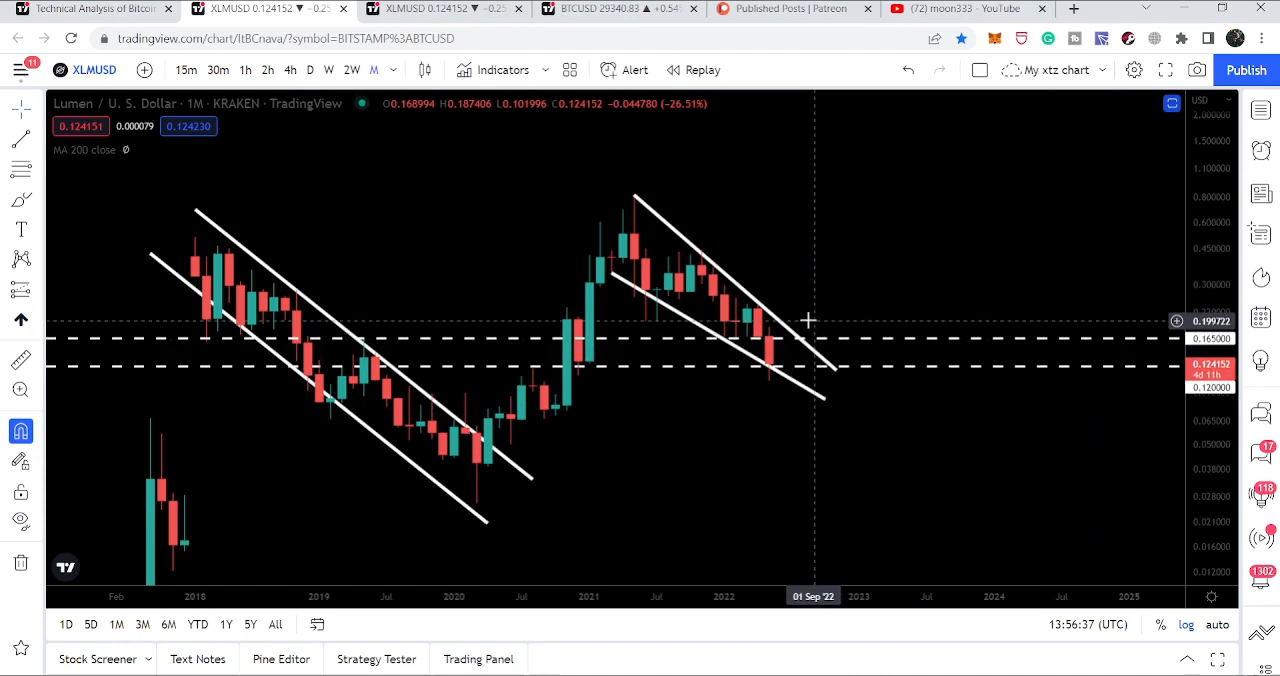 Technical Analysis of Bitcoin
XLMUSD 0.124152 ▼ −0.25
XLMUSD 0.124152 ▼ −0.25
BTCUSD 29340.83 ▲ +0.54
Published Posts | Patreon
(72) moon333 - YouTube
tradingview.com/chart/ItBCnava/?symbol=BITSTAMP%3ABTCUSD
11
XLMUSD
15m 30m 1h 2h 4h D W 2W M
Indicators
Alert
Replay
My xtz chart
Publish
Lumen / U. S. Dollar · 1M · KRAKEN · TradingView
O0.168994 H0.187406 L0.101996 C0.124152 −0.044780 (−26.51%)
USD
0.124151 0.000079 0.124230
MA 200 close Ø
2.000000
1.500000
1.100000
0.800000
0.600000
0.450000
0.300000
0.199722
0.165000
0.124152
4d 11h
0.120000
0.065000
0.050000
0.038000
0.028000
0.021000
0.016000
0.012000
17
118
1302
Feb 2018 2019 Jul 2020 Jul 2021 Jul 2022 01 Sep '22 2023 Jul 2024 Jul 2025
1D 5D 1M 3M 6M YTD 1Y 5Y All
13:56:37 (UTC) % log auto
Stock Screener Text Notes Pine Editor Strategy Tester Trading Panel